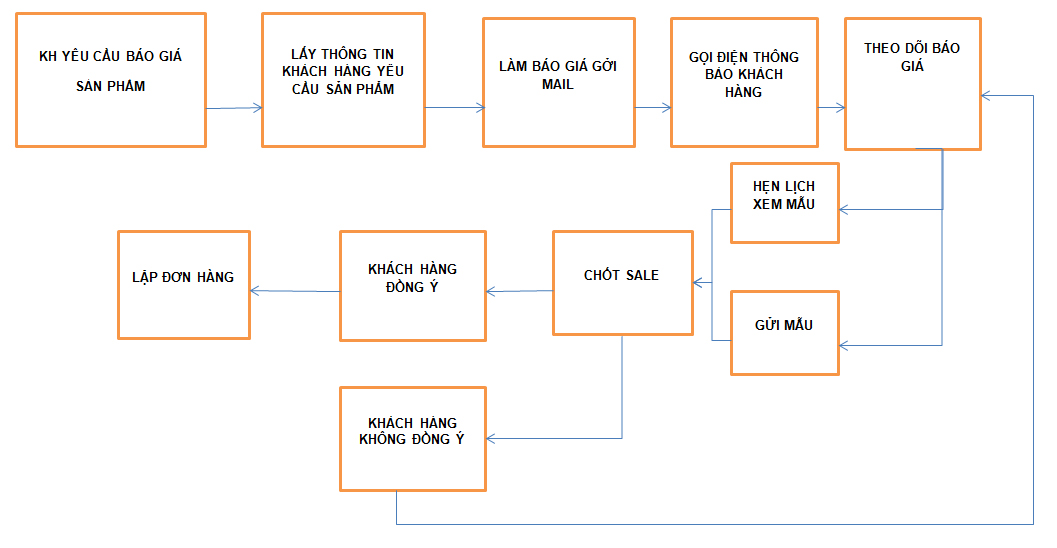 KH YÊU CẦU BÁO GIÁ
SẢN PHẨM
LẤY THÔNG TIN
KHÁCH HÀNG YÊU
CẦU SẢN PHẨM
LÀM BÁO GIÁ GỞI
MAIL
GỌI ĐIỆN THÔNG
BÁO KHÁCH
HÀNG
THEO DÕI BÁO
GIÁ
HẸN LỊCH
XEM MẪU
GỬI MẪU
CHỐT SALE
KHÁCH HÀNG
ĐỒNG Ý
LẬP ĐƠN HÀNG
KHÁCH HÀNG
KHÔNG ĐỒNG Ý